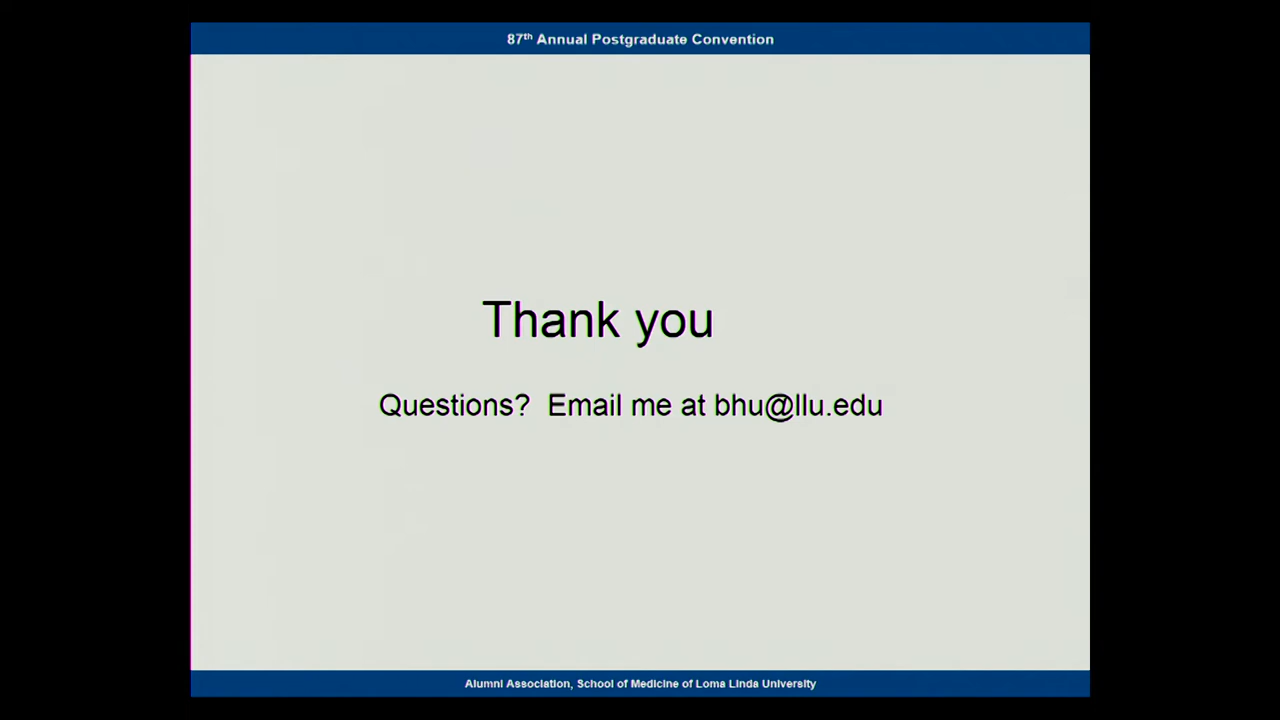 87th Annual Postgraduate Convention
Thank you
Questions?  Email me at bhu@llu.edu
Alumni Association, School of Medicine of Loma Linda University